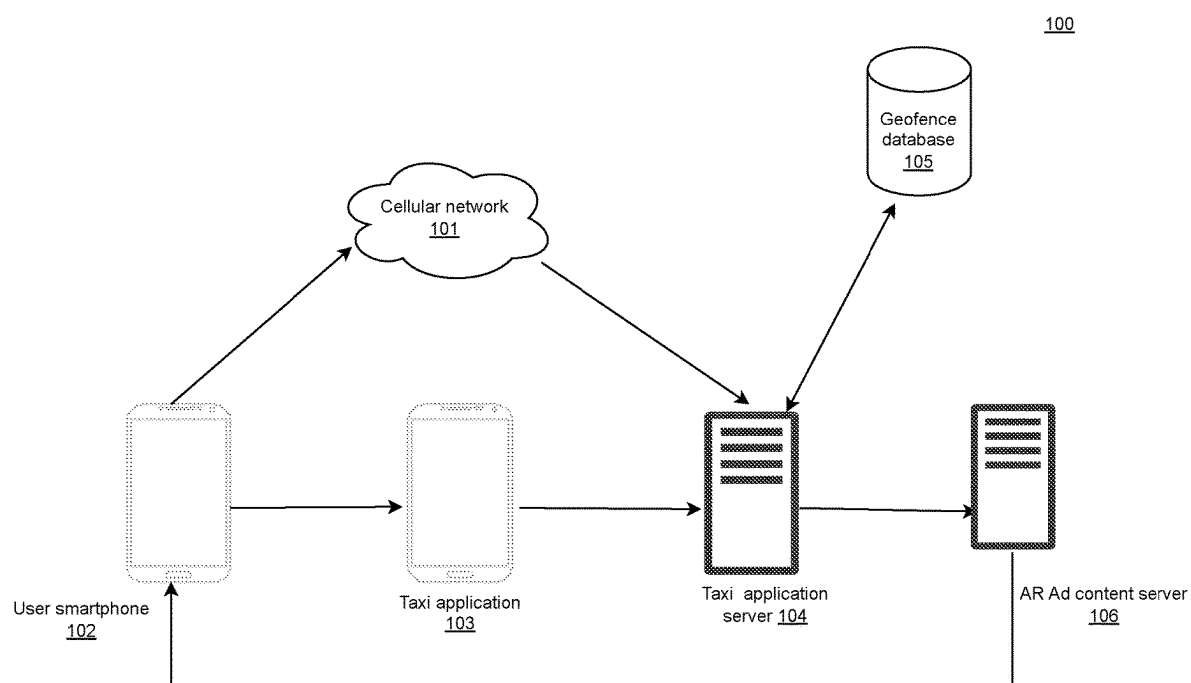 100
Geofence
database
105
Cellular network
101
User smartphone
102
Taxi application
103
Taxi application
server 104
AR Ad content server
106